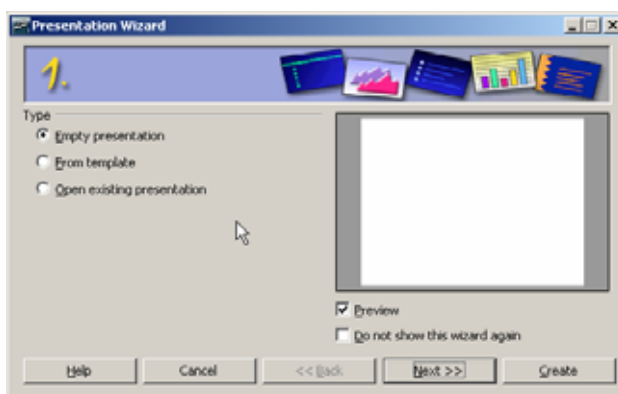 Presentation Wizard
1.
Type
Empty presentation
From template
Open existing presentation
Preview
Do not show this wizard again
Help
Cancel
<< Back
Next >>
Create